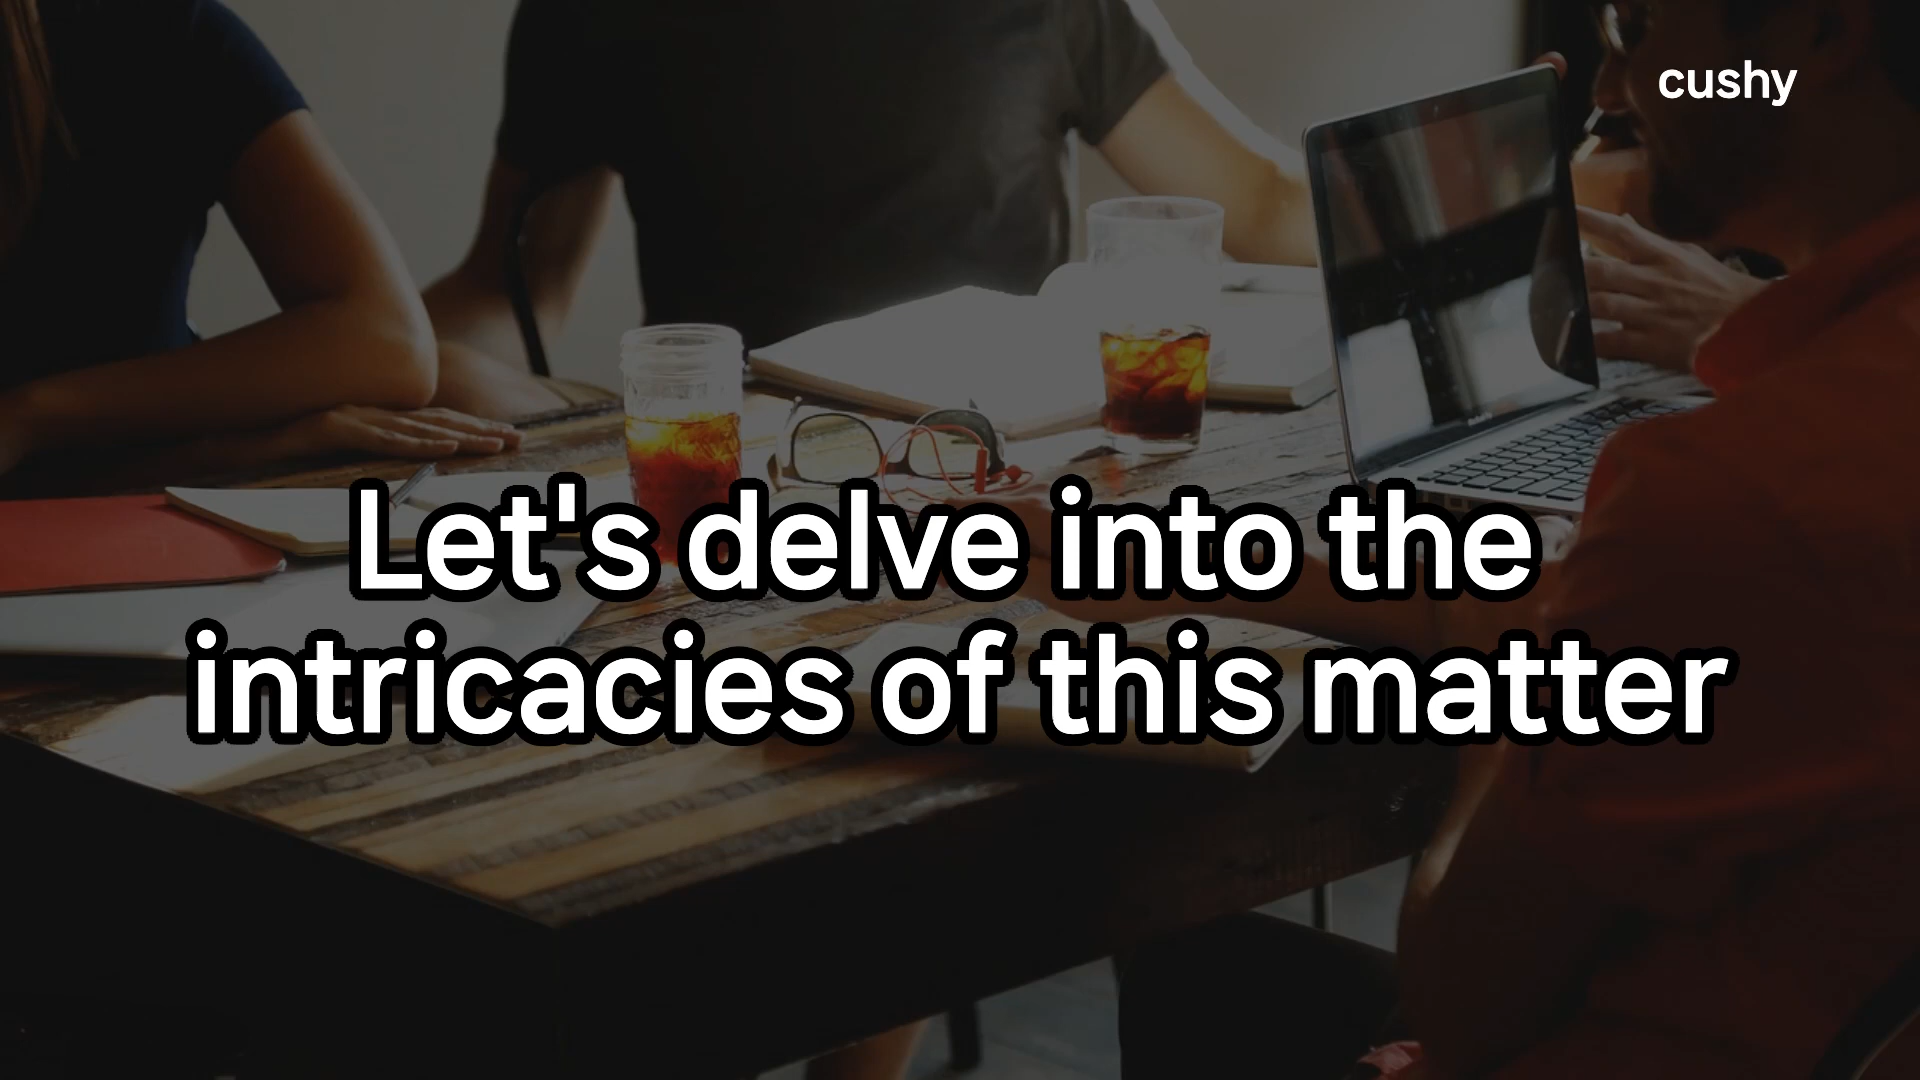 cushy
Let's delve into the
intricacies of this matter